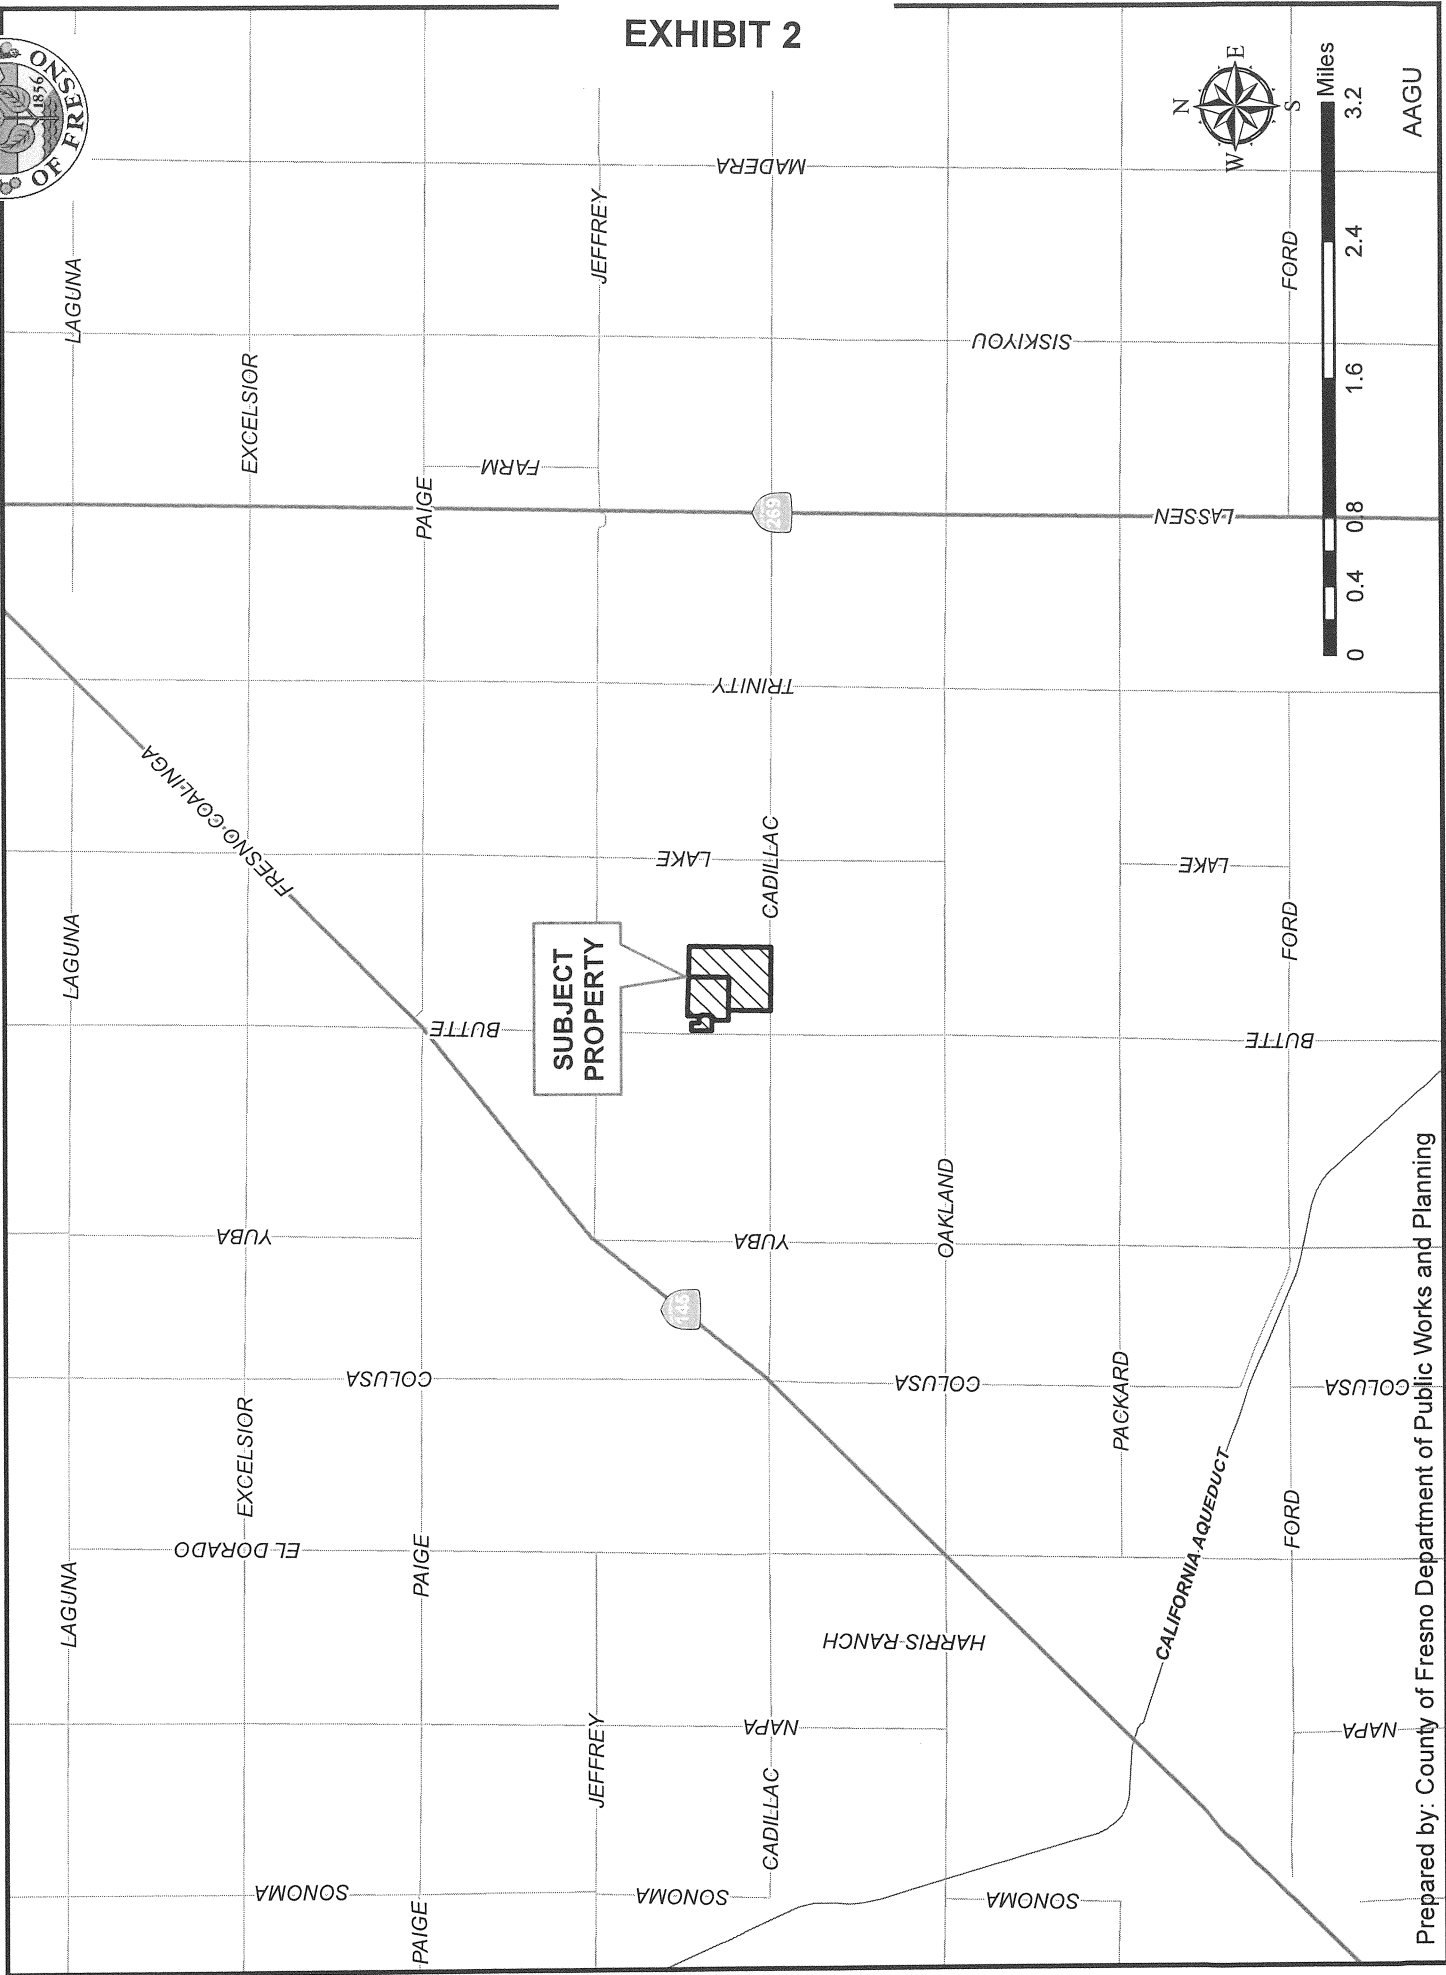 EXHIBIT 2
OF FRESNO
1856
LAGUNA
LAGUNA
LAGUNA
EXCELSIOR
EXCELSIOR
PAIGE
PAIGE
PAIGE
JEFFREY
JEFFREY
CADILLAC
CADILLAC
OAKLAND
PACKARD
FORD
FORD
FORD
SONOMA
SONOMA
SONOMA
NAPA
NAPA
HARRIS RANCH
EL DORADO
COLUSA
COLUSA
COLUSA
YUBA
YUBA
BUTTE
BUTTE
LAKE
LAKE
TRINITY
LASSEN
FARM
SISKIYOU
MADERA
FRESNO-COALINGA
145
269
CALIFORNIA AQUEDUCT
SUBJECT
PROPERTY
N
W
E
S
Miles
0
0.4
0.8
1.6
2.4
3.2
AAGU
Prepared by: County of Fresno Department of Public Works and Planning